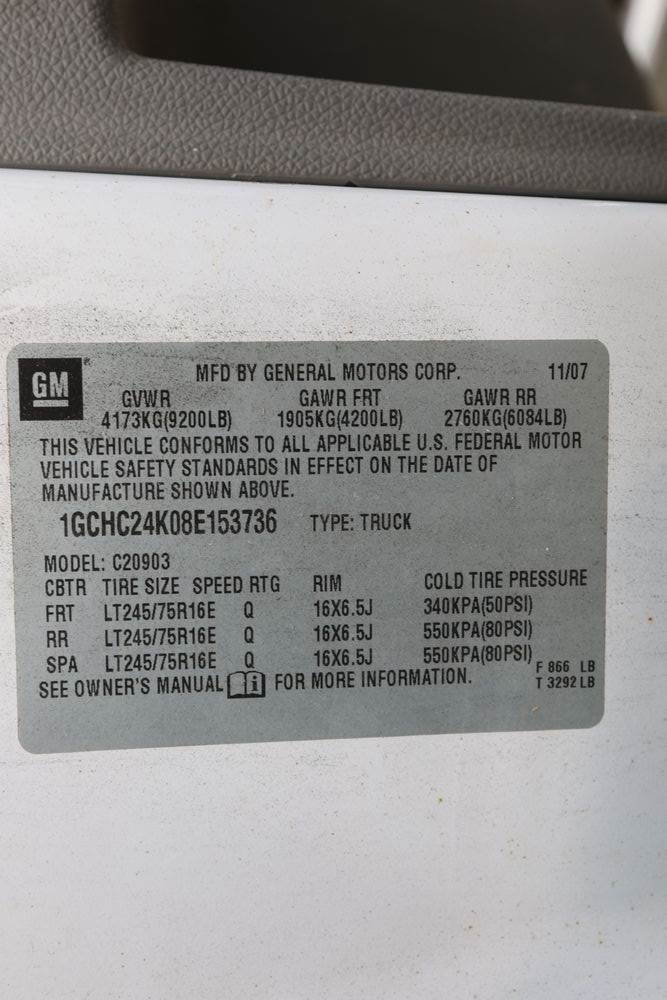 GM
MFD BY GENERAL MOTORS CORP. 11/07
GVWR GAWR FRT GAWR RR
4173KG(9200LB) 1905KG(4200LB) 2760KG(6084LB)
THIS VEHICLE CONFORMS TO ALL APPLICABLE U.S. FEDERAL MOTOR
VEHICLE SAFETY STANDARDS IN EFFECT ON THE DATE OF
MANUFACTURE SHOWN ABOVE.
1GCHC24K08E153736 TYPE: TRUCK
MODEL: C20903
CBTR TIRE SIZE SPEED RTG RIM COLD TIRE PRESSURE
FRT LT245/75R16E Q 16X6.5J 340KPA(50PSI)
RR LT245/75R16E Q 16X6.5J 550KPA(80PSI)
SPA LT245/75R16E Q 16X6.5J 550KPA(80PSI)
F 866 LB
SEE OWNER'S MANUAL i FOR MORE INFORMATION.
T 3292 LB